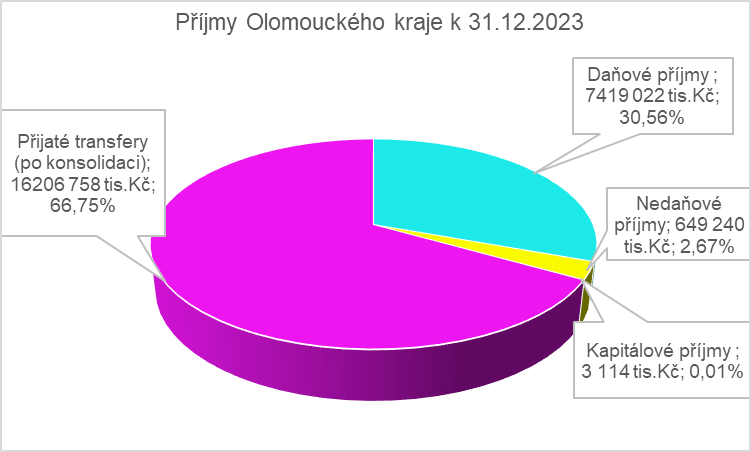 Příjmy Olomouckého kraje k 31.12.2023
Daňové příjmy ;
7419 022 tis.Kč;
30,56%
Přijaté transfery
(po konsolidaci);
16206 758 tis.Kč;
66,75%
Nedaňové
příjmy; 649 240
tis.Kč; 2,67%
Kapitálové příjmy ;
3 114 tis.Kč; 0,01%